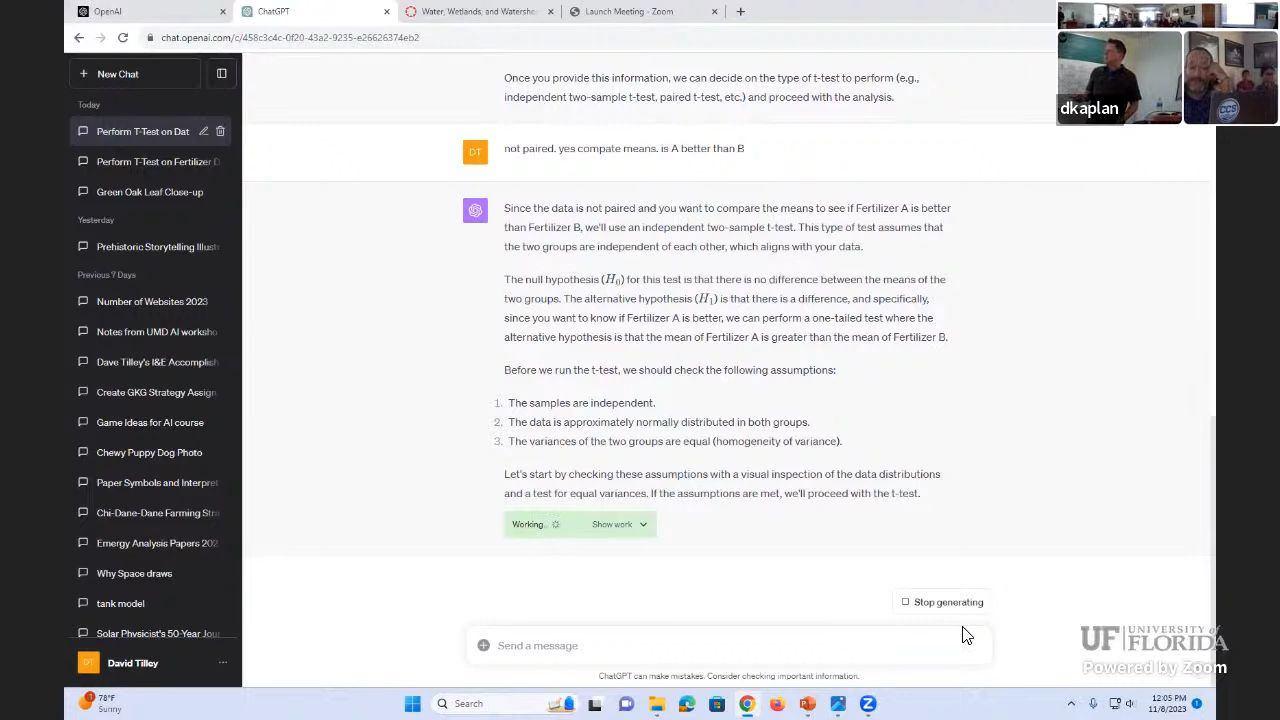 OpenAI
ChatGPT
Water, Wetlands, and Watershe
Launch Meeting - Zoom
chat.openai.com/c/458c3c4c-0f20-43a2-9235-e26626374eb2
dkaplan
CCS
New Chat
Today
Perform T-Test on Dat
Perform T-Test on Fertilizer D
Green Oak Leaf Close-up
Yesterday
Prehistoric Storytelling Illust
Previous 7 Days
Number of Websites 2023
Notes from UMD AI worksho
Dave Tilley's I&E Accomplish
Create GKG Strategy Assign
Game Ideas for AI course
Chewy Puppy Dog Photo
Paper Symbols and Interpret
Chi-Dane-Dane Farming Stra
Emergy Analysis Papers 202
Why Space draws
tank model
Solar Physicist's 50-Year Jou
DT David Tilley
Once you provide this information, we can decide on the type of t-test to perform (e.g.,
independent two-sample t-test, paired t-test, etc.) and proceed with the analysis.
DT
not paired. yes compate means. is A better than B
Since the data is not paired and you want to compare the means to see if Fertilizer A is better
than Fertilizer B, we'll use an independent two-sample t-test. This type of test assumes that
the two groups are independent of each other, which aligns with your data.
The null hypothesis (H₀) for this test is that there is no difference between the means of the
two groups. The alternative hypothesis (H₁) is that there is a difference, and specifically,
since you want to know if Fertilizer A is better, we can perform a one-tailed test where the
alternative hypothesis is that the mean of Fertilizer A is greater than the mean of Fertilizer B.
Before we run the t-test, we should check the following assumptions:
1. The samples are independent.
2. The data is approximately normally distributed in both groups.
3. The variances of the two groups are equal (homogeneity of variance).
Let's start by checking these assumptions with a visual inspection of the data distributions
and a test for equal variances. If the assumptions are met, we'll proceed with the t-test.
Working... Show work
Stop generating
Send a message
ChatGPT can make mistakes. Consider checking important information.
UF UNIVERSITY of FLORIDA
Powered by Zoom
1
78°F
Sunny
Search
12:05 PM
11/8/2023
1